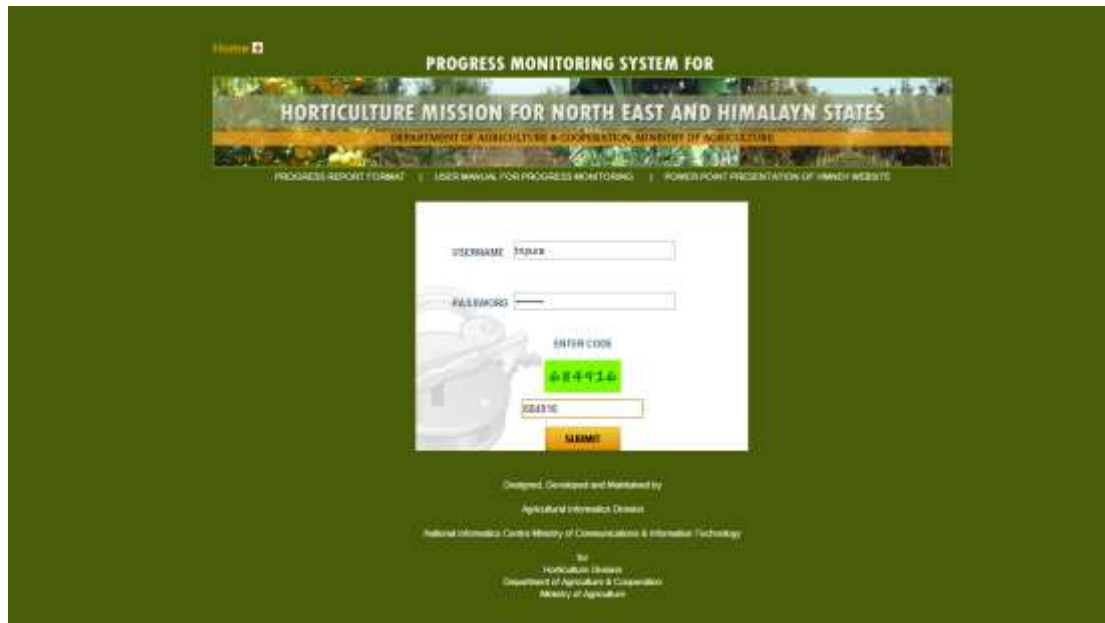 Home
PROGRESS MONITORING SYSTEM FOR
HORTICULTURE MISSION FOR NORTH EAST AND HIMALAYN STATES
DEPARTMENT OF AGRICULTURE & COOPERATION, MINISTRY OF AGRICULTURE
PROGRESS REPORT FORMAT | USER MANUAL FOR PROGRESS MONITORING | POWER POINT PRESENTATION OF HMNEH WEBSITE
USERNAME tripura
PASSWORD
ENTER CODE
684916
684916
SUBMIT
Designed, Developed and Maintained by
Agricultural Informatics Division
National Informatics Centre Ministry of Communications & Information Technology
for
Horticulture Division
Department of Agriculture & Cooperation
Ministry of Agriculture